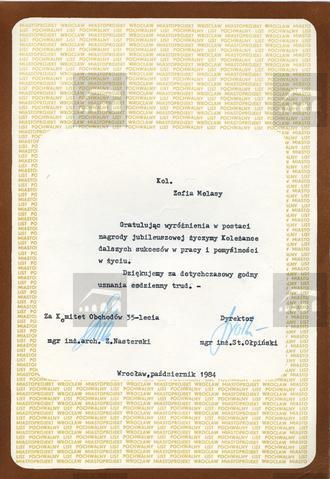 Kol.
Zofia Melasy
Gratulując wyróżnienia w postaci
nagrody jubileuszowej życzymy Koleżance
dalszych sukcesów w pracy i pomyślności
w życiu.
Dziękujemy za dotychczasowy godny
uznania codzienny trud. -
Za Komitet Obchodów 35-lecia
Dyrektor
mgr inż.arch. Z.Nasterski
mgr inż.St.Ołpiński
Wrocław,październik 1984